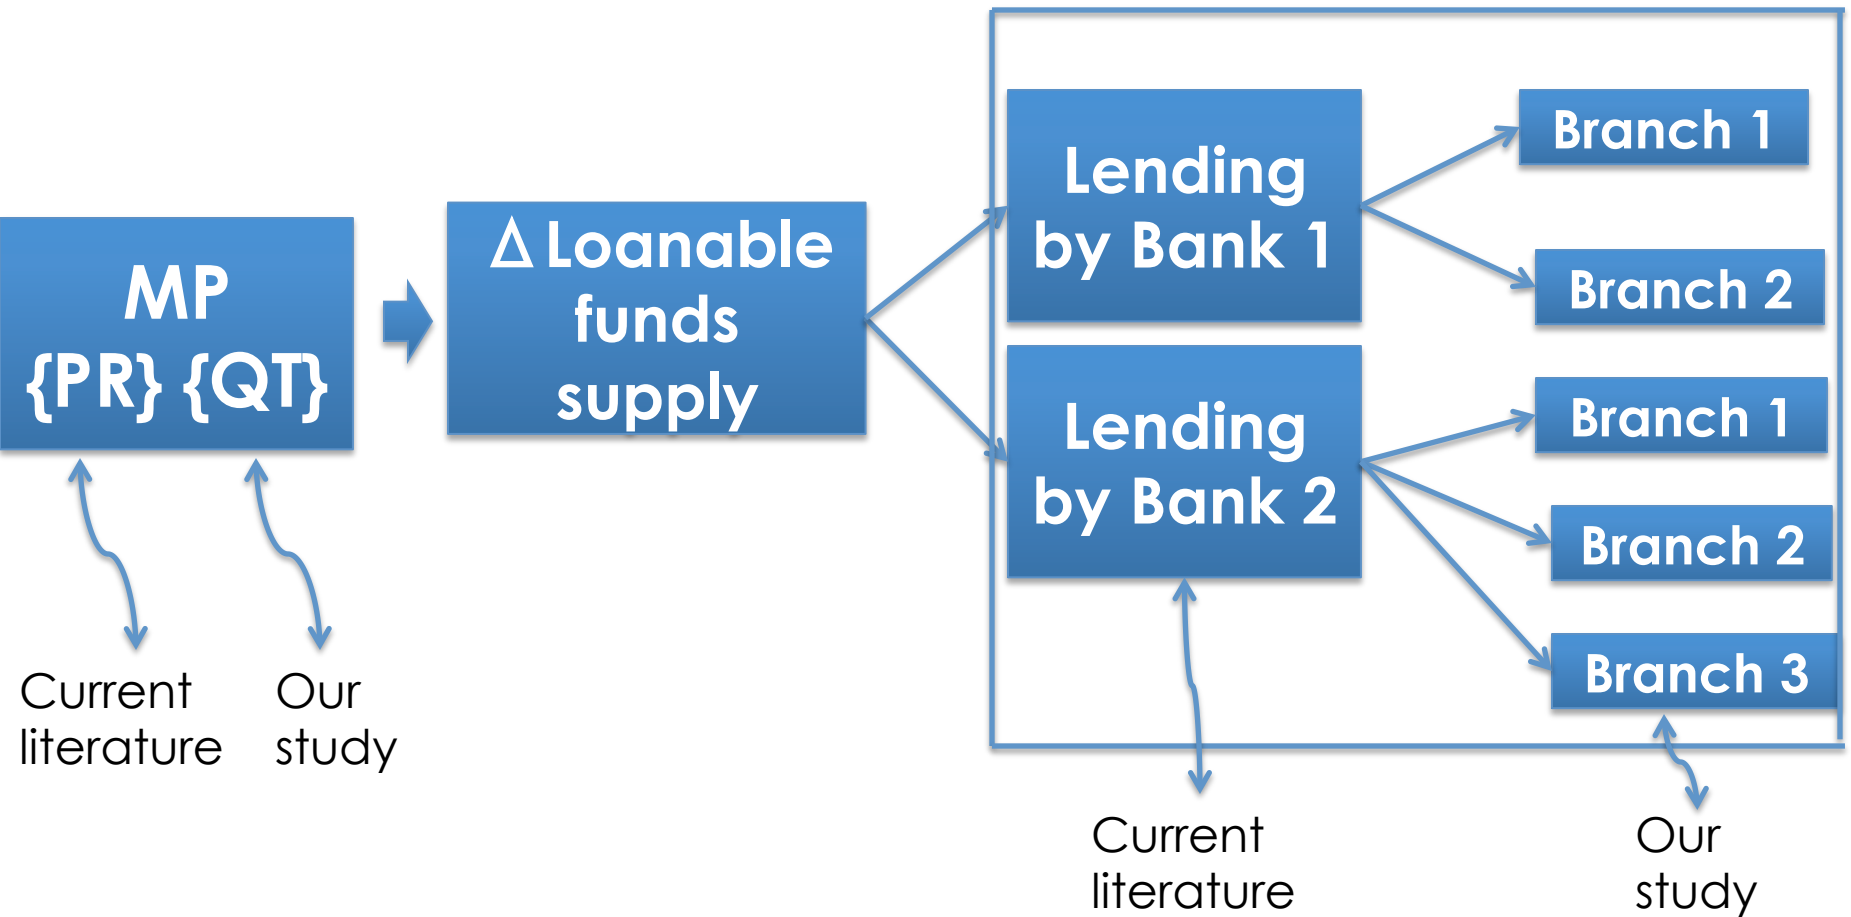 MP
{PR} {QT}
Current
literature
Our
study
Δ Loanable
funds
supply
Lending
by Bank 1
Branch 1
Branch 2
Lending
by Bank 2
Branch 1
Branch 2
Branch 3
Current
literature
Our
study